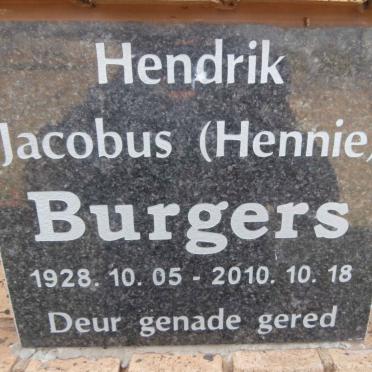 Hendrik
Jacobus (Hennie)
Burgers
1928. 10. 05 - 2010. 10. 18
Deur genade gered